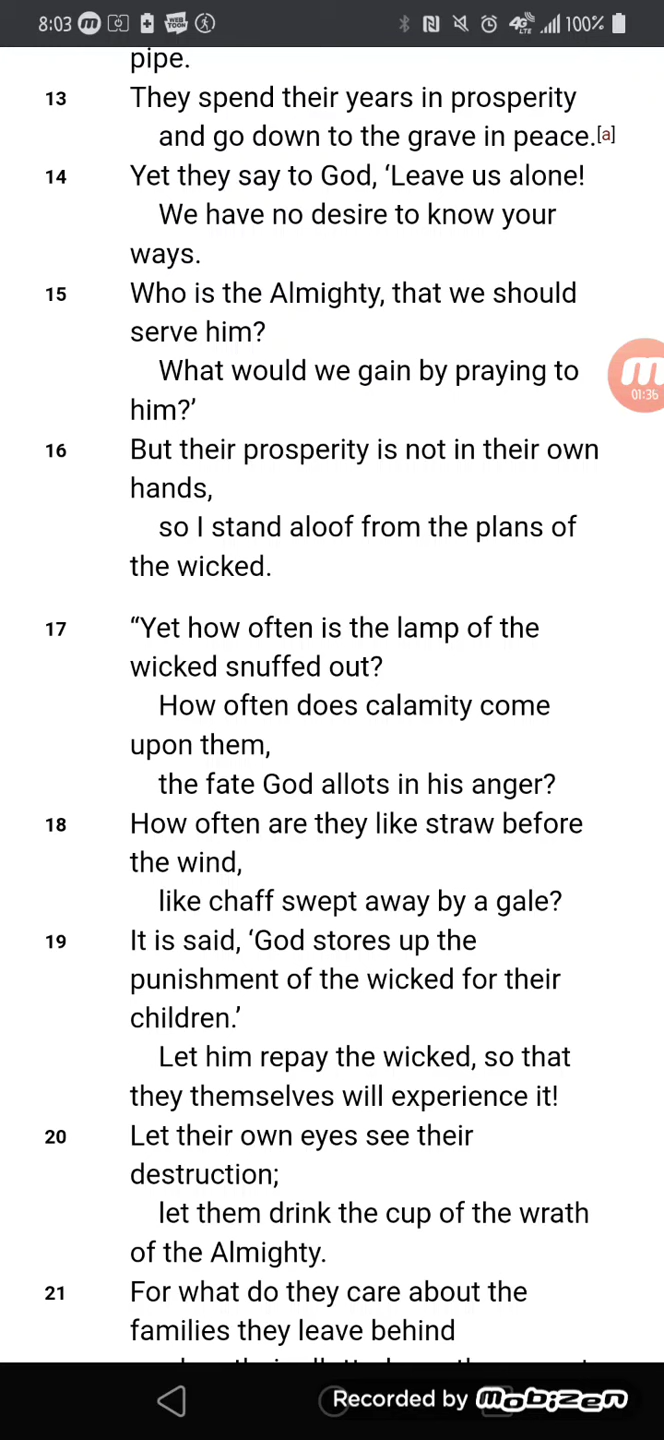 8:03 m WEB TOON 4G LTE 100%
pipe.
13 They spend their years in prosperity
and go down to the grave in peace.[a]
14 Yet they say to God, ‘Leave us alone!
We have no desire to know your
ways.
15 Who is the Almighty, that we should
serve him?
What would we gain by praying to
him?’
m
01:36
16 But their prosperity is not in their own
hands,
so I stand aloof from the plans of
the wicked.
17 “Yet how often is the lamp of the
wicked snuffed out?
How often does calamity come
upon them,
the fate God allots in his anger?
18 How often are they like straw before
the wind,
like chaff swept away by a gale?
19 It is said, ‘God stores up the
punishment of the wicked for their
children.’
Let him repay the wicked, so that
they themselves will experience it!
20 Let their own eyes see their
destruction;
let them drink the cup of the wrath
of the Almighty.
21 For what do they care about the
families they leave behind
Recorded by mobizen